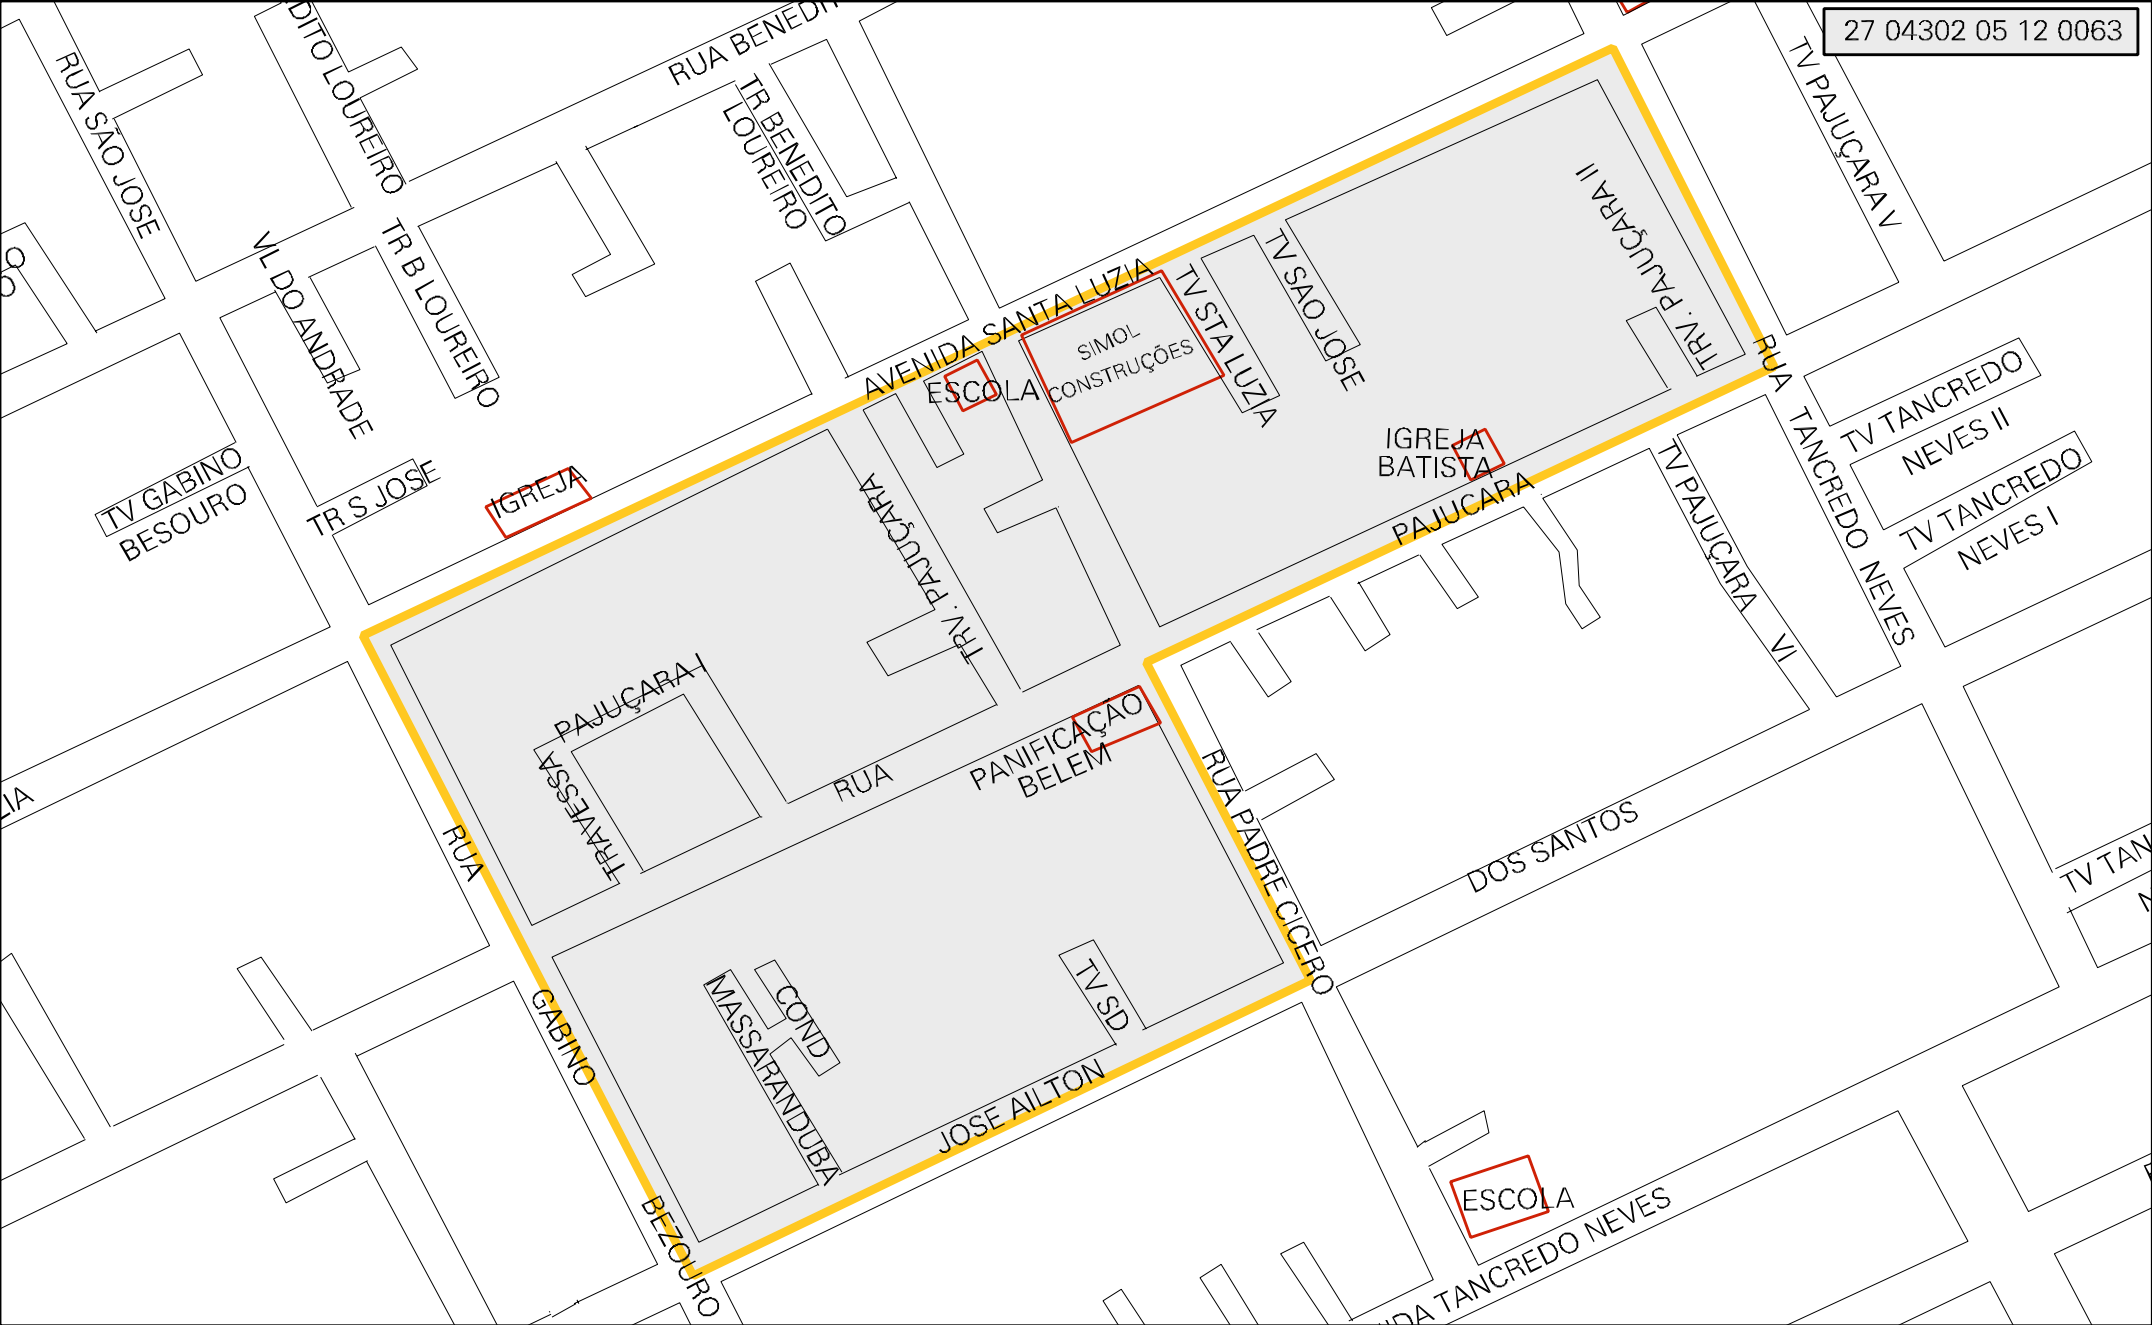 27 04302 05 12 0063
RUA BENEDIT
DITO LOUREIRO
RUA SÃO JOSE
TV PAJUÇARA V
TR BENEDITO
LOUREIRO
TRV. PAJUÇARA II
VL DO ANDRADE
TR B LOUREIRO
O
O
AVENIDA SANTA LUZIA
TV STA LUZIA
TV SAO JOSE
SIMOL
CONSTRUÇÕES
ESCOLA
RUA TANCREDO NEVES
TV TANCREDO
NEVES II
TV TANCREDO
NEVES I
IGREJA
BATISTA
TV GABINO
BESOURO
TR S JOSE
IGREJA
TRV. PAJUÇARA
RUA PAJUCARA
TV PAJUÇARA VI
TRAVESSA PAJUÇARA I
PANIFICAÇAO
BELEM
RUA PADRE CICERO
LIA
RUA GABINO BEZOURO
JOSE AILTON DOS SANTOS
TV TAN
N
MASSARANDUBA
COND
TV SD
ESCOLA
NIDA TANCREDO NEVES